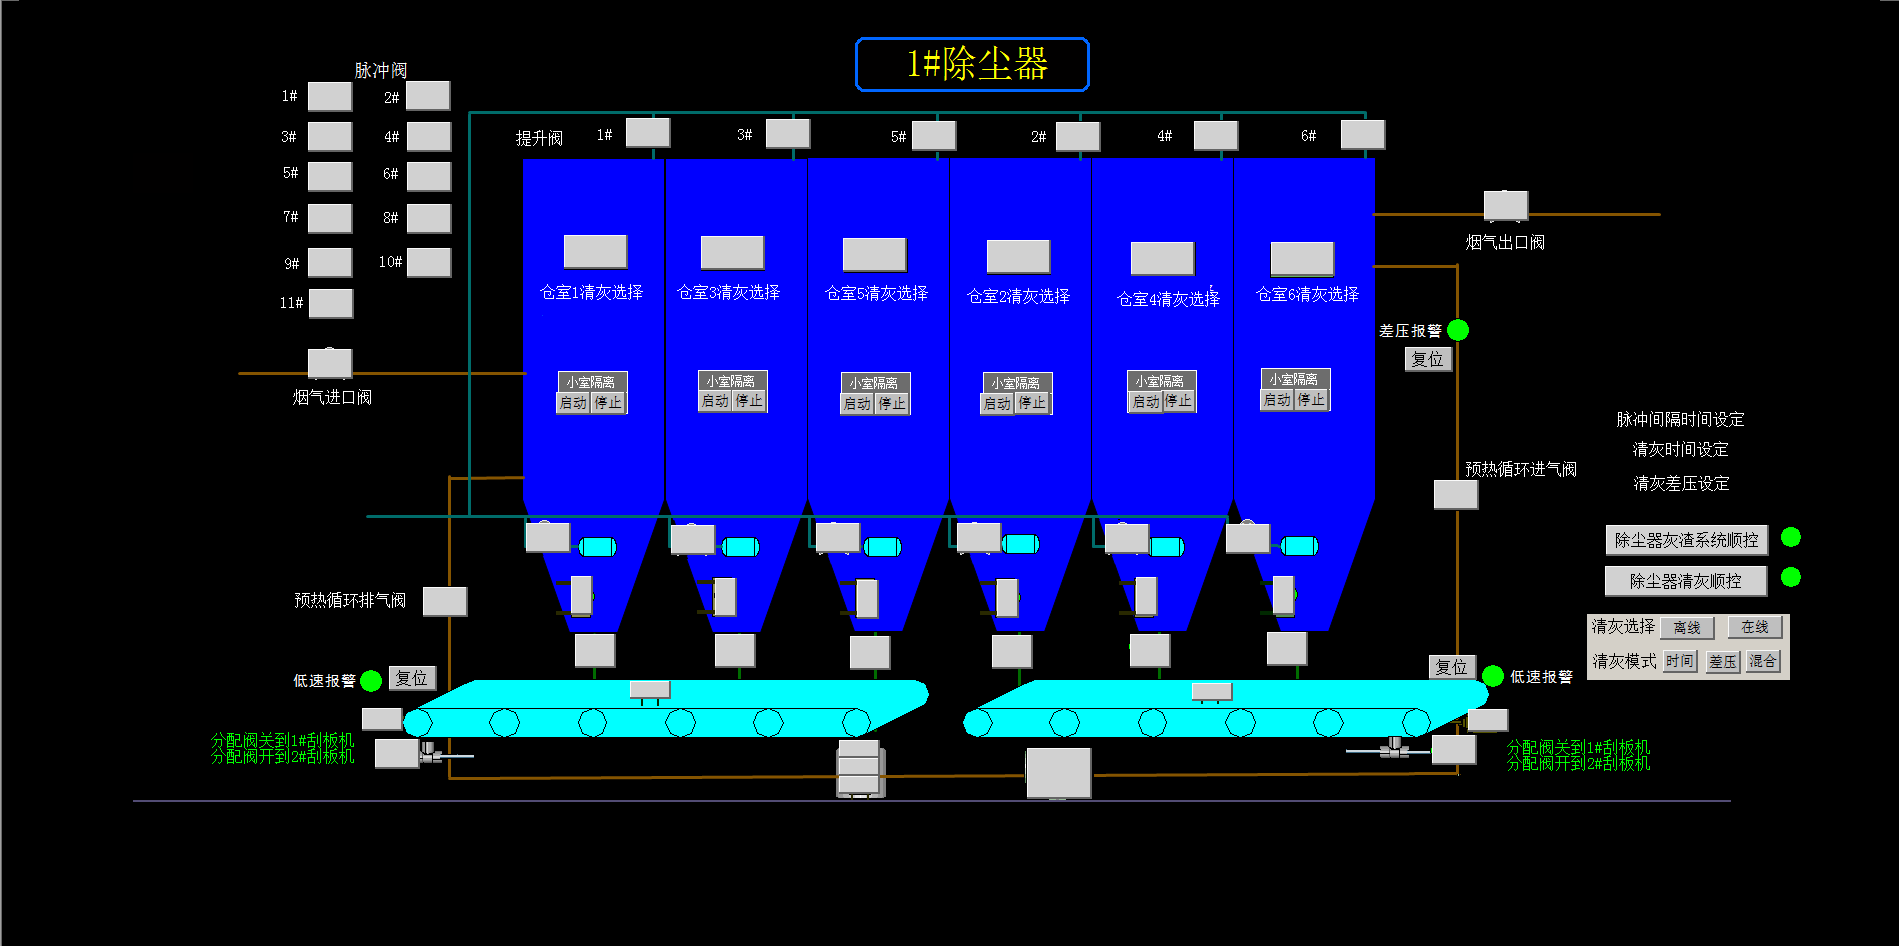 1#除尘器
脉冲阀
1# 2#
3# 4#
5# 6#
7# 8#
9# 10#
11#
提升阀 1# 3# 5# 2# 4# 6#
烟气出口阀
仓室1清灰选择 仓室3清灰选择 仓室5清灰选择 仓室2清灰选择 仓室4清灰选择 仓室6清灰选择
差压报警
复位
烟气进口阀
小室隔离 小室隔离 小室隔离 小室隔离 小室隔离 小室隔离
启动 停止 启动 停止 启动 停止 启动 停止 启动 停止 启动 停止
脉冲间隔时间设定
清灰时间设定
清灰差压设定
预热循环进气阀
除尘器灰渣系统顺控
除尘器清灰顺控
预热循环排气阀
清灰选择 离线 在线
清灰模式 时间 差压 混合
低速报警 复位
复位 低速报警
分配阀关到1#刮板机
分配阀开到2#刮板机
分配阀关到1#刮板机
分配阀开到2#刮板机